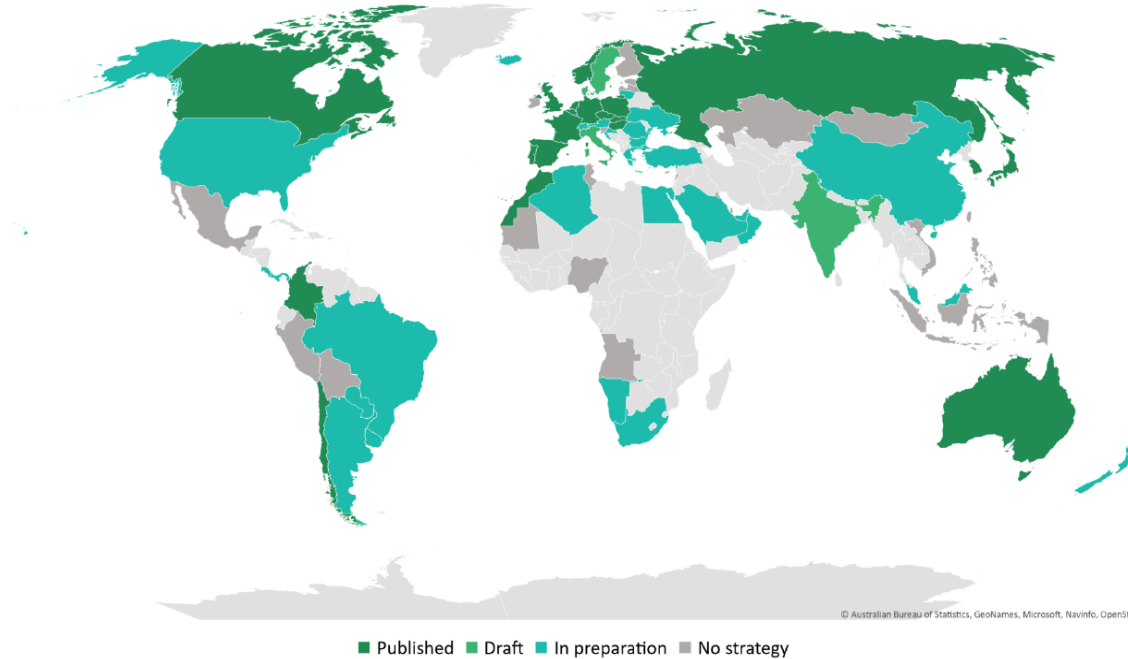 © Australian Bureau of Statistics, GeoNames, Microsoft, Navinfo, OpenSt
Published Draft In preparation No strategy